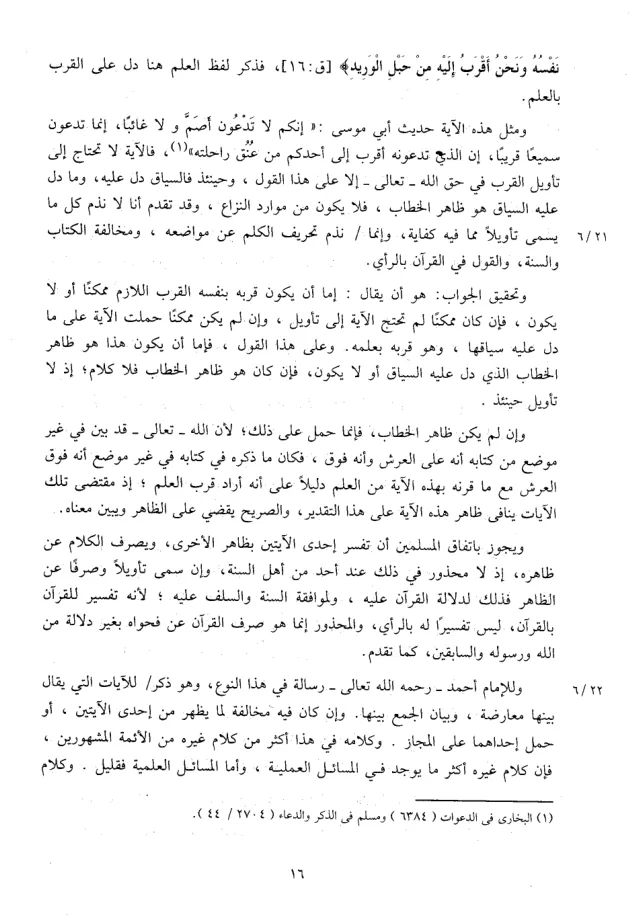 نَفْسُهُ وَنَحْنُ أَقْرَبُ إِلَيْهِ مِنْ حَبْلِ الْوَرِيدِ﴾ [ق:١٦]، فذكر لفظ العلم هنا دل على القرب
بالعلم.
ومثل هذه الآية حديث أبي موسى : «إنكم لا تَدْعُون أصَمَّ و لا غائبًا، إنما تدعون
سميعًا قريبًا، إن الذي تدعونه أقرب إلى أحدكم من عُنُق راحلته»(١)، فالآية لا تحتاج إلى
تأويل القرب في حق الله ـ تعالى ـ إلا على هذا القول ، وحينئذ فالسياق دل عليه، وما دل
عليه السياق هو ظاهر الخطاب ، فلا يكون من موارد النزاع ، وقد تقدم أنا لا نذم كل ما
٦/٢١ يسمى تأويلاً مما فيه كفاية، وإنما / نذم تحريف الكلم عن مواضعه ، ومخالفة الكتاب
والسنة، والقول في القرآن بالرأي.
وتحقيق الجواب: هو أن يقال : إما أن يكون قربه بنفسه القرب اللازم ممكنًا أو لا
يكون ، فإن كان ممكنًا لم تحتج الآية إلى تأويل ، وإن لم يكن ممكنًا حملت الآية على ما
دل عليه سياقها ، وهو قربه بعلمه. وعلى هذا القول ، فإما أن يكون هذا هو ظاهر
الخطاب الذي دل عليه السياق أو لا يكون، فإن كان هو ظاهر الخطاب فلا كلام؛ إذ لا
تأويل حينئذ .
وإن لم يكن ظاهر الخطاب، فإنما حمل على ذلك؛ لأن الله ـ تعالى ـ قد بين في غير
موضع من كتابه أنه على العرش وأنه فوق ، فكان ما ذكره في كتابه في غير موضع أنه فوق
العرش مع ما قرنه بهذه الآية من العلم دليلاً على أنه أراد قرب العلم ؛ إذ مقتضى تلك
الآيات ينافى ظاهر هذه الآية على هذا التقدير، والصريح يقضي على الظاهر ويبين معناه.
ويجوز باتفاق المسلمين أن تفسر إحدى الآيتين بظاهر الأخرى، ويصرف الكلام عن
ظاهره، إذ لا محذور في ذلك عند أحد من أهل السنة، وإن سمى تأويلاً وصرفًا عن
الظاهر فذلك لدلالة القرآن عليه ، ولموافقة السنة والسلف عليه ؛ لأنه تفسير للقرآن
بالقرآن، ليس تفسيرًا له بالرأي، والمحذور إنما هو صرف القرآن عن فحواه بغير دلالة من
الله ورسوله والسابقين، كما تقدم.
٦/٢٢ وللإمام أحمد ـ رحمه الله تعالى ـ رسالة في هذا النوع، وهو ذكر/ للآيات التي يقال
بينها معارضة ، وبيان الجمع بينها. وإن كان فيه مخالفة لما يظهر من إحدى الآيتين ، أو
حمل إحداهما على المجاز . وكلامه في هذا أكثر من كلام غيره من الأئمة المشهورين ،
فإن كلام غيره أكثر ما يوجد فـي المسائل العملية ، وأما المسائل العلمية فقليل . وكلام
(١) البخارى فى الدعوات ( ٦٣٨٤ ) ومسلم فى الذكر والدعاء ( ٢٧٠٤ / ٤٤ ).
١٦